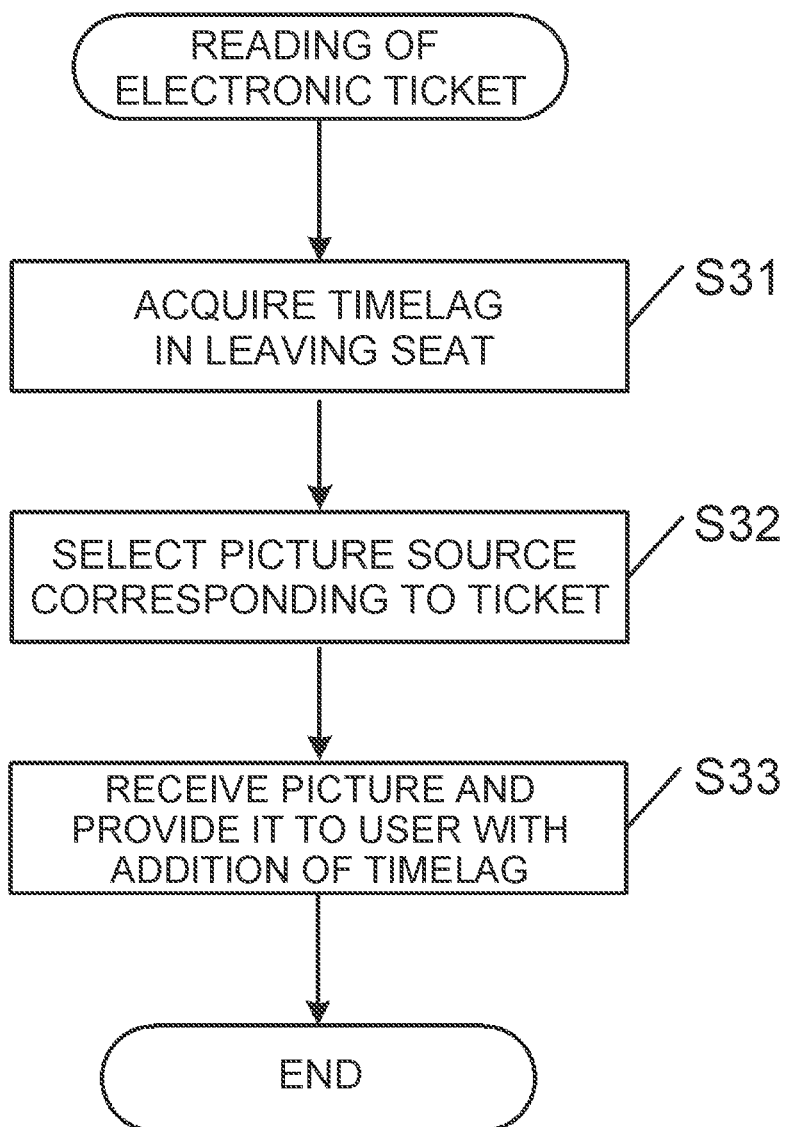 READING OF
ELECTRONIC TICKET
ACQUIRE TIMELAG
IN LEAVING SEAT
S31
SELECT PICTURE SOURCE
CORRESPONDING TO TICKET
S32
RECEIVE PICTURE AND
PROVIDE IT TO USER WITH
ADDITION OF TIMELAG
S33
END